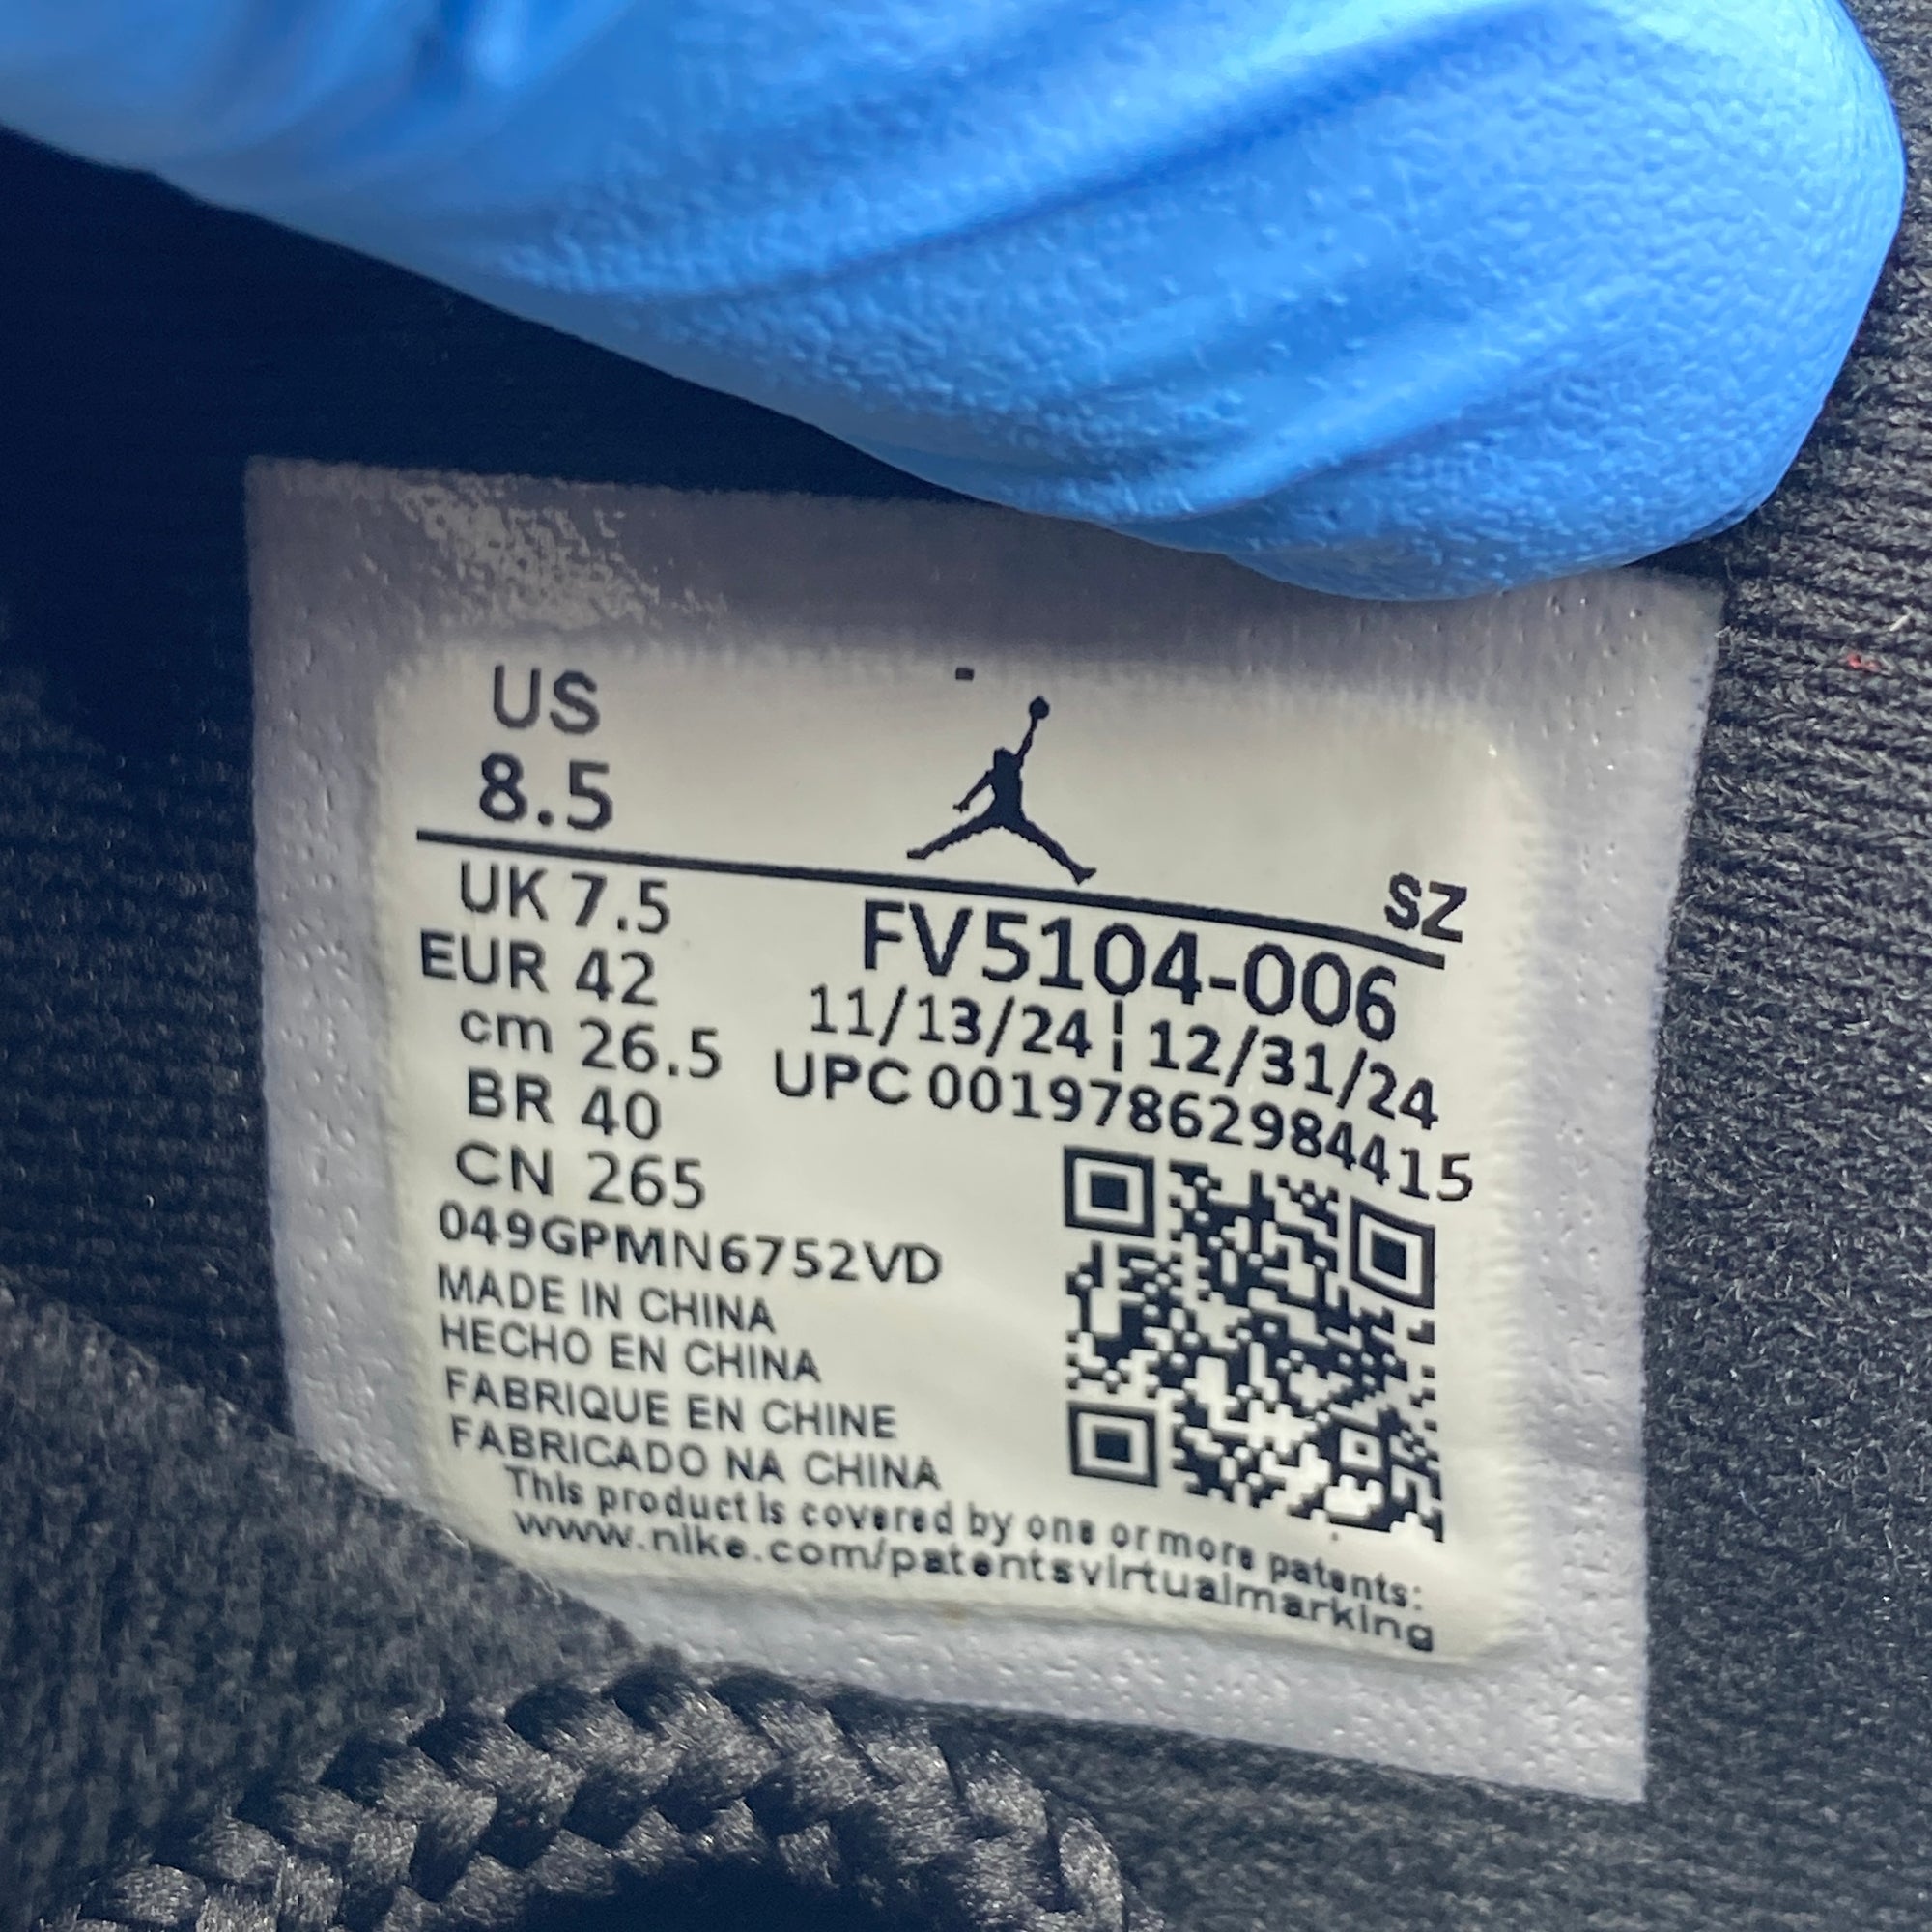 US
8.5
SZ
UK 7.5
EUR 42
cm 26.5
BR 40
CN 265
FV5104-006
11/13/24 ¦ 12/31/24
UPC 00197862984415
049GPMN6752VD
MADE IN CHINA
HECHO EN CHINA
FABRIQUE EN CHINE
FABRICADO NA CHINA
This product is covered by one or more patents:
www.nike.com/patentsvirtualmarking